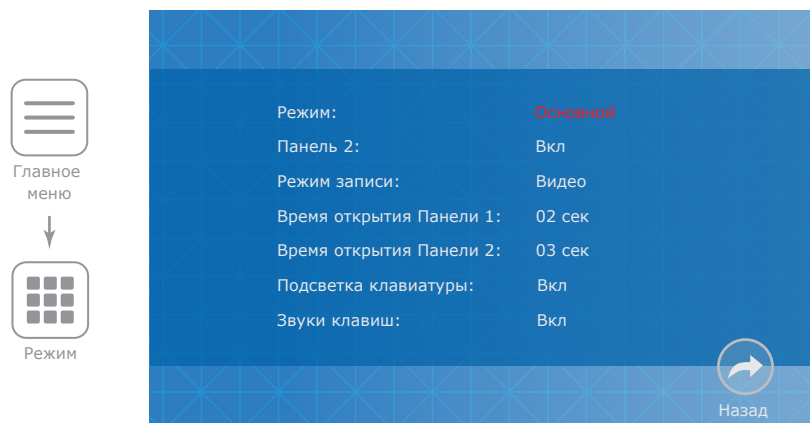 Главное
меню
Режим
Режим: Основной
Панель 2: Вкл
Режим записи: Видео
Время открытия Панели 1: 02 сек
Время открытия Панели 2: 03 сек
Подсветка клавиатуры: Вкл
Звуки клавиш: Вкл
Назад